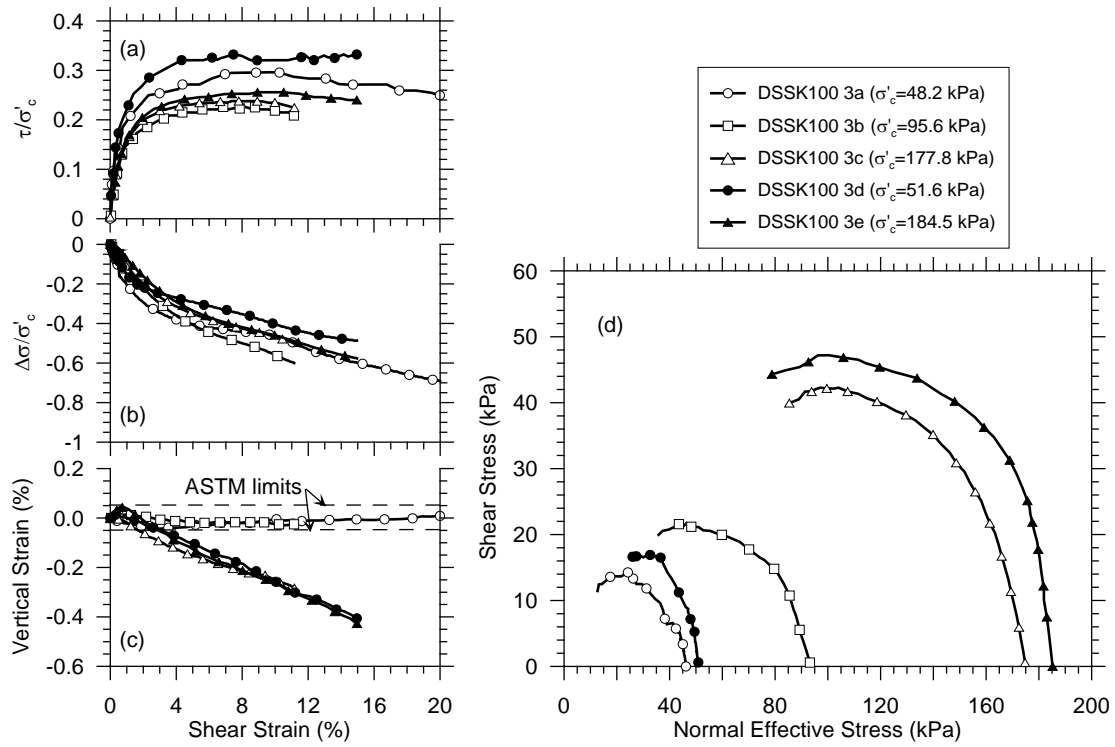 0.4
0.3
0.2
0.1
0
τ/σ'c
(a)
0
-0.2
-0.4
-0.6
-0.8
-1
Δσ/σ'c
(b)
0.2
0.0
-0.2
-0.4
-0.6
Vertical Strain (%)
ASTM limits
(c)
0 4 8 12 16 20
Shear Strain (%)
DSSK100 3a (σ'c=48.2 kPa)
DSSK100 3b (σ'c=95.6 kPa)
DSSK100 3c (σ'c=177.8 kPa)
DSSK100 3d (σ'c=51.6 kPa)
DSSK100 3e (σ'c=184.5 kPa)
60
50
40
30
20
10
0
Shear Stress (kPa)
(d)
0 40 80 120 160 200
Normal Effective Stress (kPa)